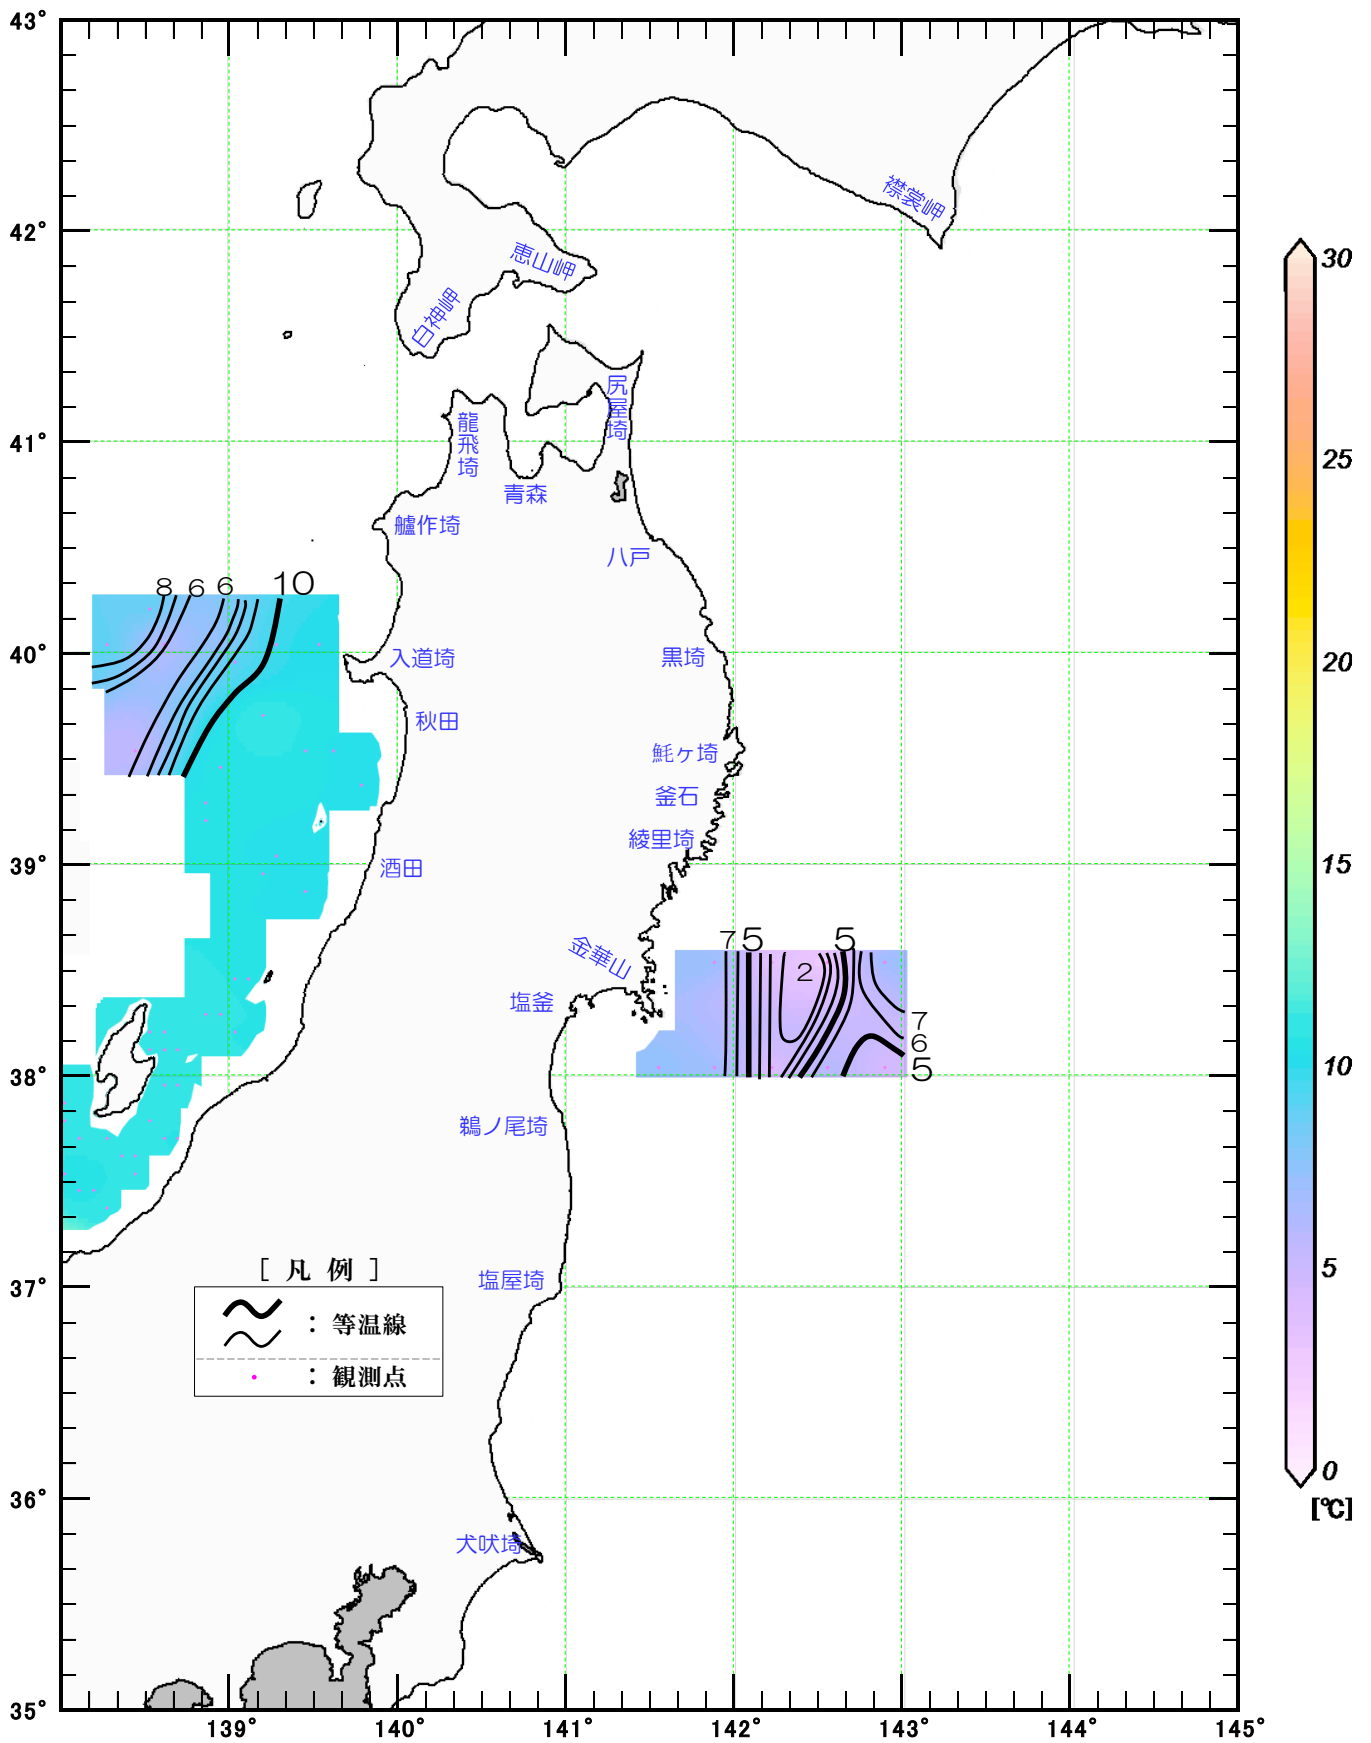 43°
42°
41°
40°
39°
38°
37°
36°
35°
139°
140°
141°
142°
143°
144°
145°
襟裳岬
恵山岬
白神岬
尻屋埼
龍飛埼
青森
艫作埼
八戸
8
6
6
10
入道埼
黒埼
秋田
魹ヶ埼
釜石
綾里埼
酒田
金華山
7
5
5
2
塩釜
7
6
5
鵜ノ尾埼
塩屋埼
犬吠埼
[ 凡 例 ]
：等温線
：観測点
30
25
20
15
10
5
0
[℃]